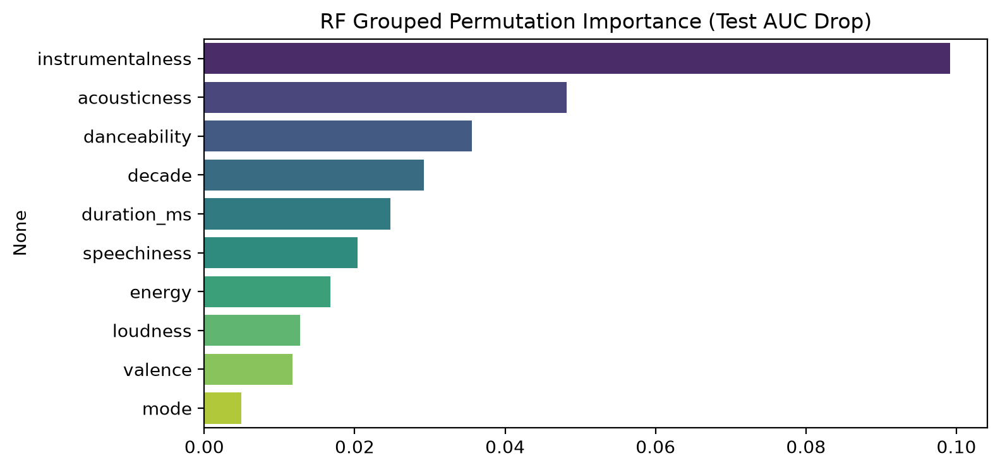 RF Grouped Permutation Importance (Test AUC Drop)
None
instrumentalness
acousticness
danceability
decade
duration_ms
speechiness
energy
loudness
valence
mode
0.00 0.02 0.04 0.06 0.08 0.10